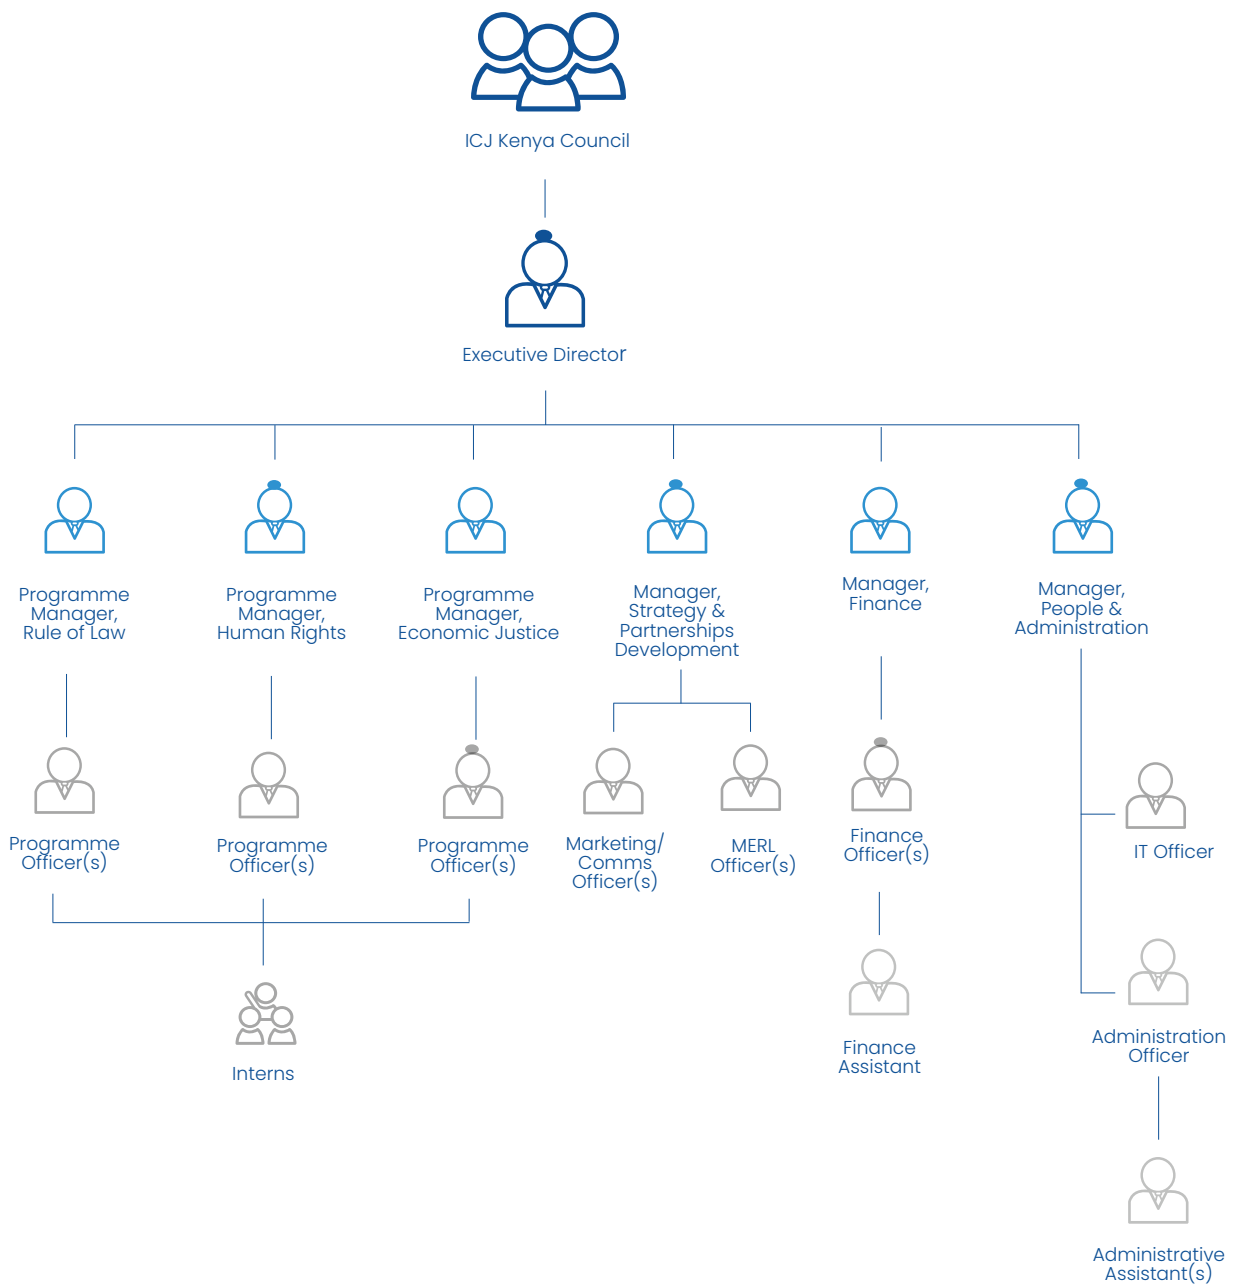 ICJ Kenya Council
Executive Director
Programme
Manager,
Rule of Law
Programme
Manager,
Human Rights
Programme
Manager,
Economic Justice
Manager,
Strategy &
Partnerships
Development
Manager,
Finance
Manager,
People &
Administration
Programme
Officer(s)
Programme
Officer(s)
Programme
Officer(s)
Marketing/
Comms
Officer(s)
MERL
Officer(s)
Finance
Officer(s)
IT Officer
Interns
Finance
Assistant
Administration
Officer
Administrative
Assistant(s)